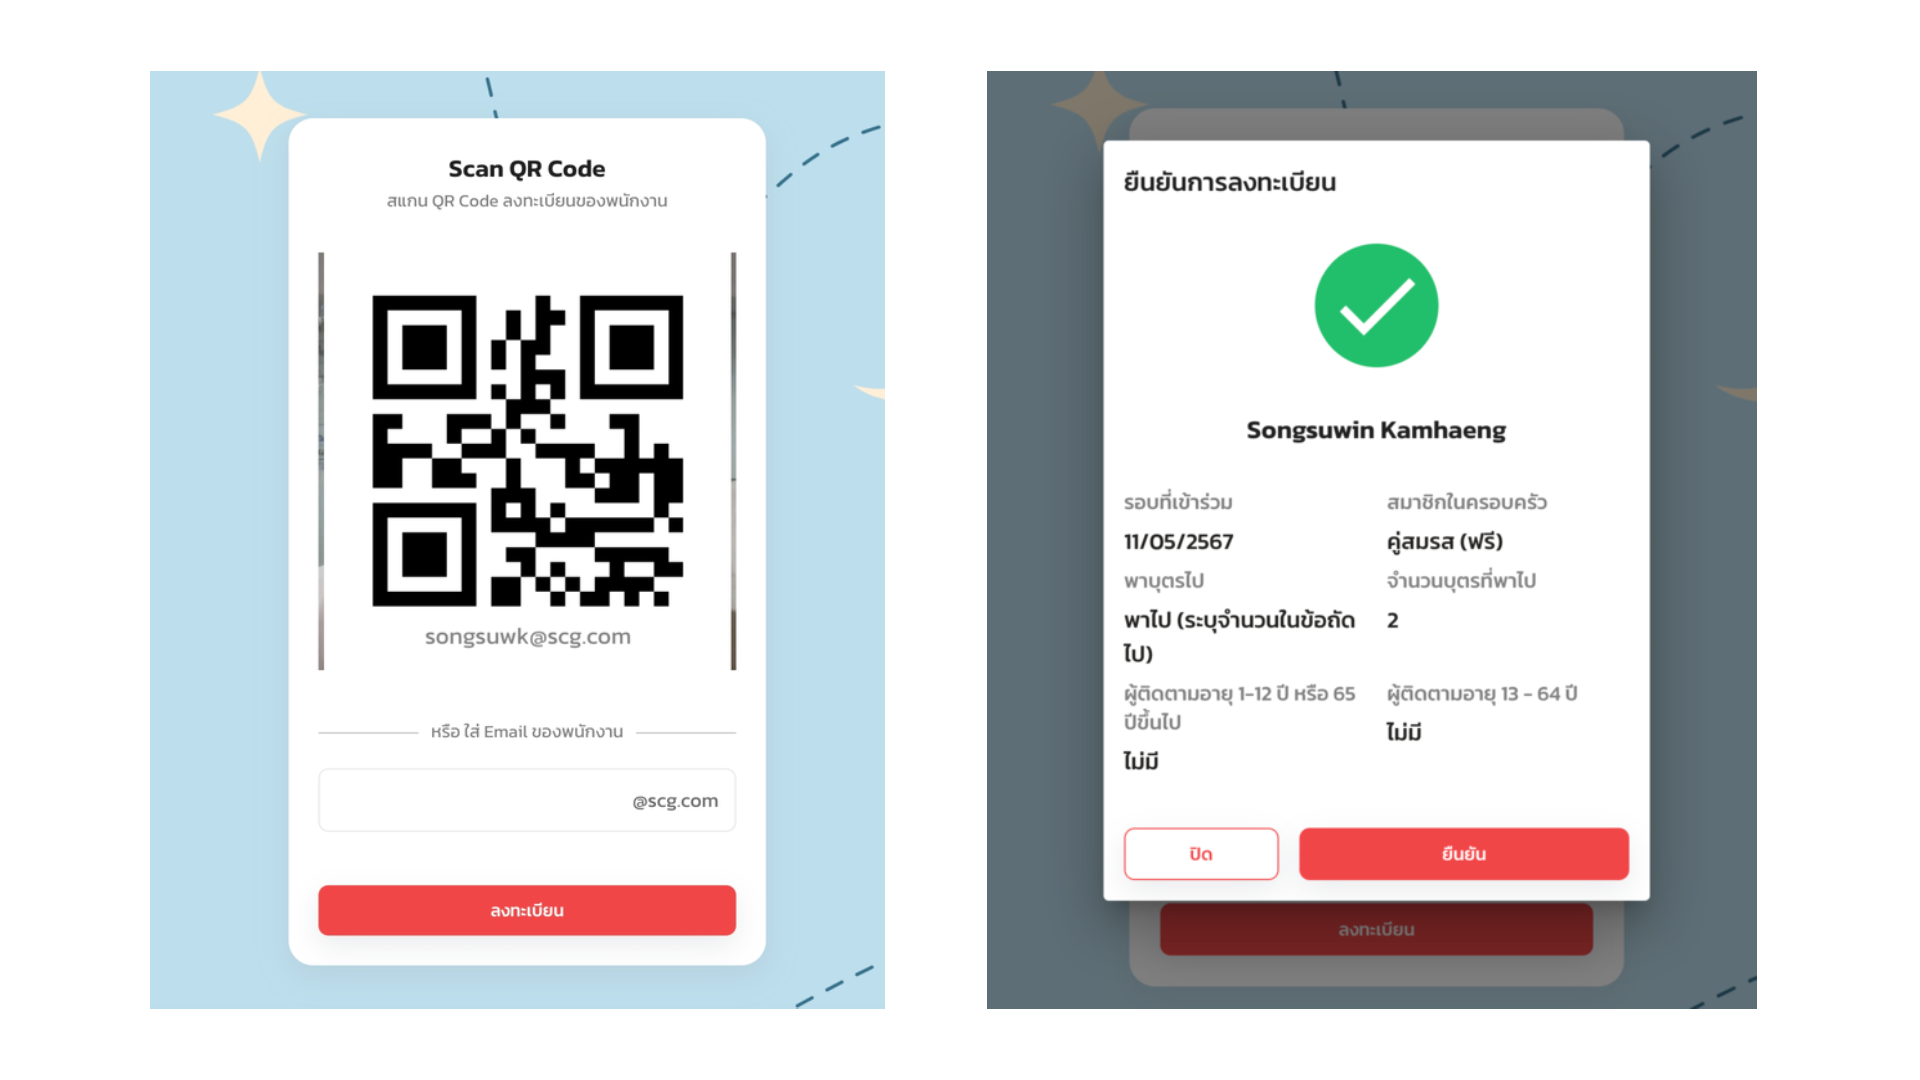 Scan QR Code
สแกน QR Code ลงทะเบียนของพนักงาน
songsuwk@scg.com
หรือ ใส่ Email ของพนักงาน
@scg.com
ลงทะเบียน
ยืนยันการลงทะเบียน
Songsuwin Kamhaeng
รอบที่เข้าร่วม
11/05/2567
สมาชิกในครอบครัว
คู่สมรส (ฟรี)
พาบุตรไป
พาไป (ระบุจำนวนในข้อถัด
ไป)
จำนวนบุตรที่พาไป
2
ผู้ติดตามอายุ 1-12 ปี หรือ 65
ปีขึ้นไป
ไม่มี
ผู้ติดตามอายุ 13 - 64 ปี
ไม่มี
ปิด
ยืนยัน
ลงทะเบียน